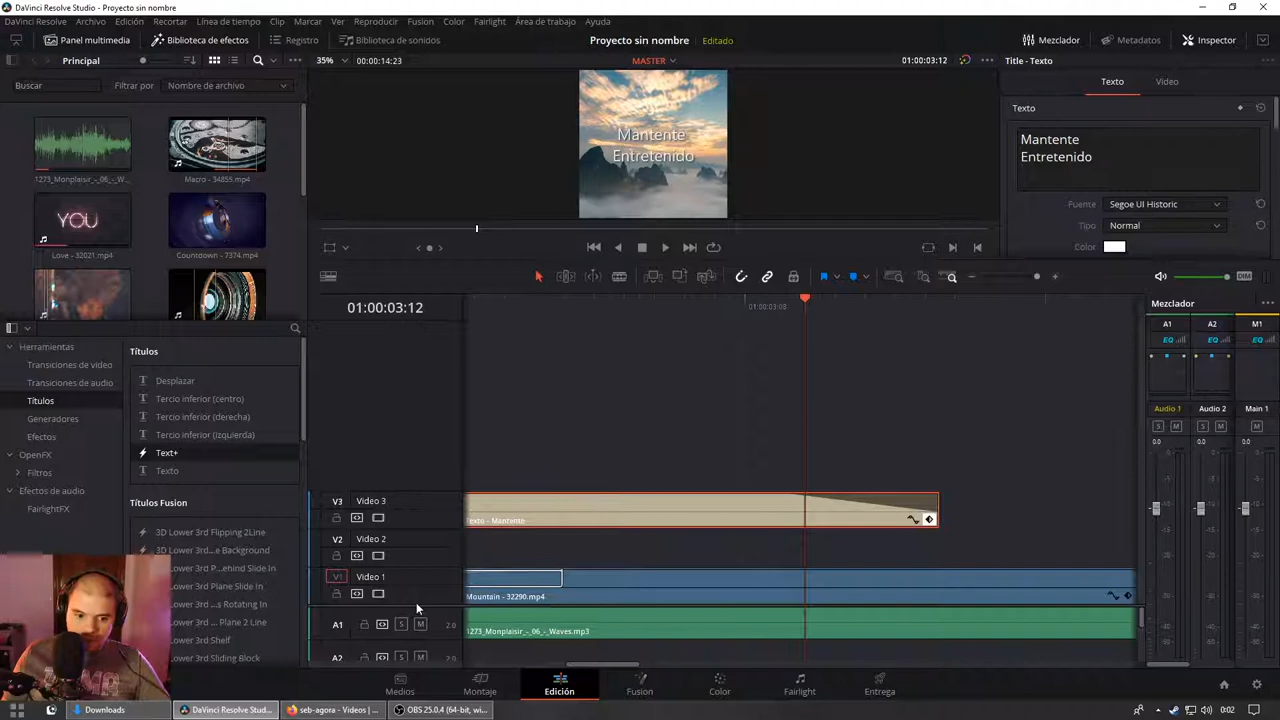 DaVinci Resolve Studio - Proyecto sin nombre
DaVinci Resolve Studio Archivo Edición Recortar Línea de tiempo Clip Marcar Ver Reproducir Fusion Color Fairlight Área de trabajo Ayuda
Panel multimedia Biblioteca de efectos Registro Biblioteca de sonidos Proyecto sin nombre Editado Mezclador Metadatos Inspector
Principal 35% 00:00:14:23 MASTER 01:00:03:12 Title - Texto
Buscar Filtrar por Nombre de archivo
Texto Video
Texto
Mantente
Entretenido
Mantente
Entretenido
1273_Monplaisir_-_06_-_W... Macro - 34855.mp4
YOU
Love - 32021.mp4 Countdown - 7374.mp4
Fuente Segoe UI Historic
Tipo Normal
Color
DIM
01:00:03:12 01:00:03:08
Mezclador
Herramientas
Transiciones de video
Transiciones de audio
Títulos
Generadores
Efectos
OpenFX
Filtros
Efectos de audio
FairlightFX
Títulos
Desplazar
Tercio inferior (centro)
Tercio inferior (derecha)
Tercio inferior (izquierda)
Text+
Texto
Títulos Fusion
3D Lower 3rd Flipping 2Line
3D Lower 3rd...e Background
Lower 3rd P...ehind Slide In
Lower 3rd Plane Slide In
Lower 3rd ...s Rotating In
Lower 3rd ... Plane 2 Line
Lower 3rd Shelf
Lower 3rd Sliding Block
V3 Video 3
exto - Mantente
V2 Video 2
V1 Video 1
Mountain - 32290.mp4
A1 S M 2.0
1273_Monplaisir_-_06_-_Waves.mp3
A2 S M 2.0
A1 A2 M1
EQ EQ EQ
Audio 1 Audio 2 Main 1
S M S M M
0.0 0.0 0.0
Medios Montaje Edición Fusion Color Fairlight Entrega
Downloads DaVinci Resolve Stud... seb-agora - Videos | ... OBS 25.0.4 (64-bit, wi... 0:02